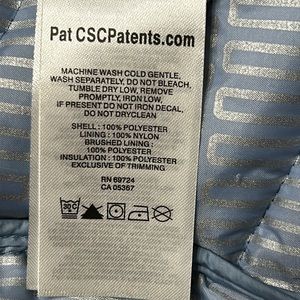 Pat CSCPatents.com
MACHINE WASH COLD GENTLE,
WASH SEPARATELY, DO NOT BLEACH,
TUMBLE DRY LOW, REMOVE
PROMPTLY, IRON LOW,
IF PRESENT DO NOT IRON DECAL,
DO NOT DRYCLEAN
SHELL : 100% POLYESTER
LINING : 100% NYLON
BRUSHED LINING :
100% POLYESTER
INSULATION : 100% POLYESTER
EXCLUSIVE OF TRIMMING
RN 69724
CA 05367
30C